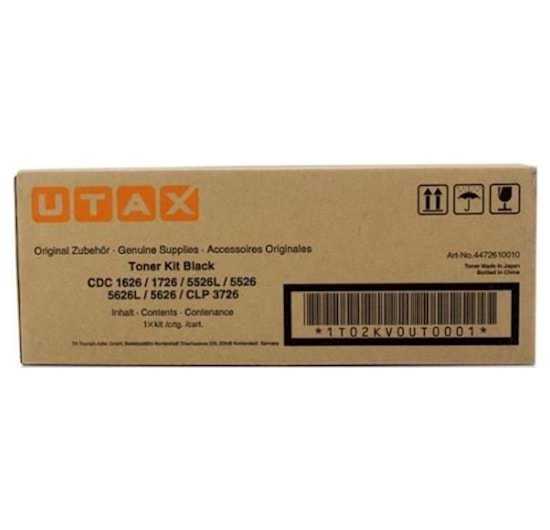 UTAX
Original Zubehör · Genuine Supplies · Accessoires Originales
Toner Kit Black
CDC 1626 / 1726 / 5526L / 5526
5626L / 5626 / CLP 3726
Inhalt · Contents · Contenance
1×kit /crtg. /cart.
Art-No.4472610010
Toner Made in Japan
Bottled in China
*1T02KV0UT0001*